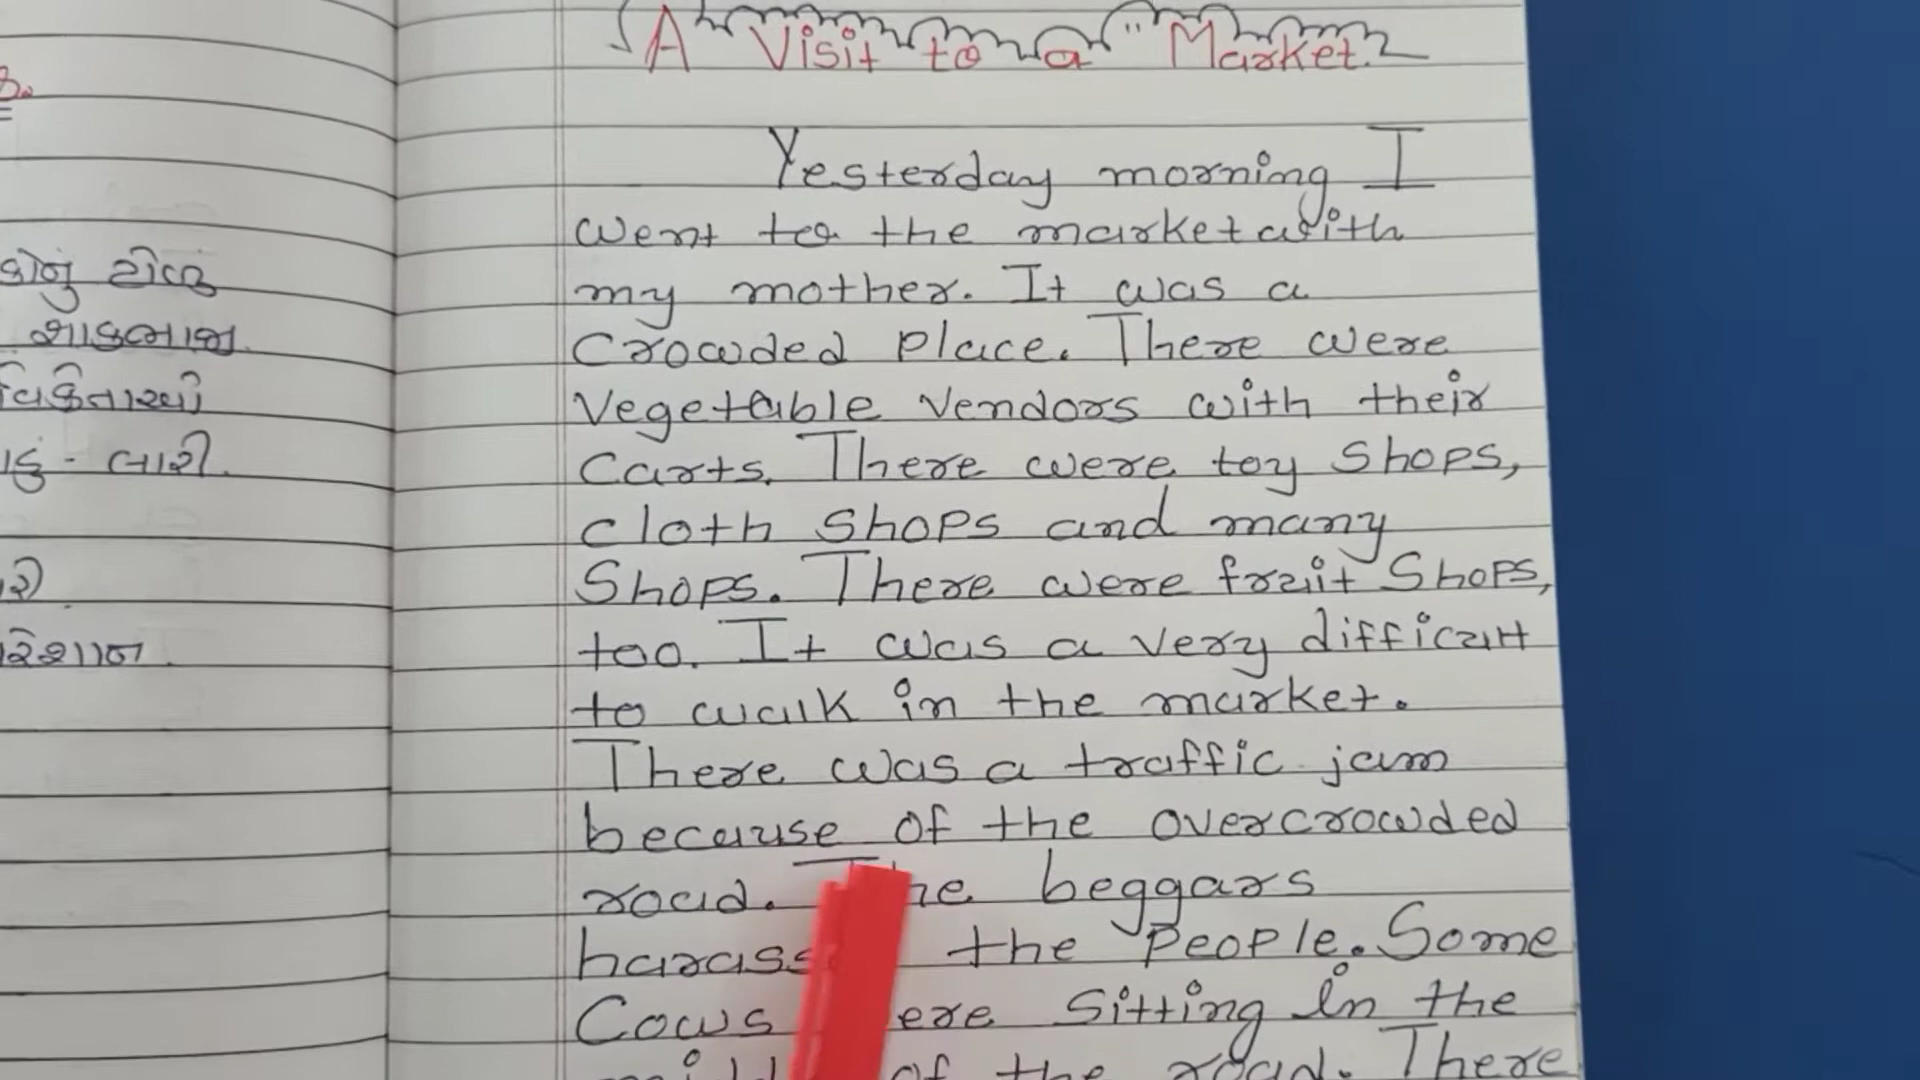 કોનું ટોળું
શાકભાજી
વિક્રેતાઓ
બારી.
રેશાન.
A Visit to a "Market.
Yesterday morning I
went to the market with
my mother. It was a
Crowded Place. There were
Vegetable Vendors with their
Carts. There were toy Shops,
cloth Shops and many
Shops. There were fruit Shops,
too. It was a very difficult
to walk in the market.
There was a traffic jam
because of the overcrowded
road. The beggars
the People. Some
Cows Sitting in the
of the road. There